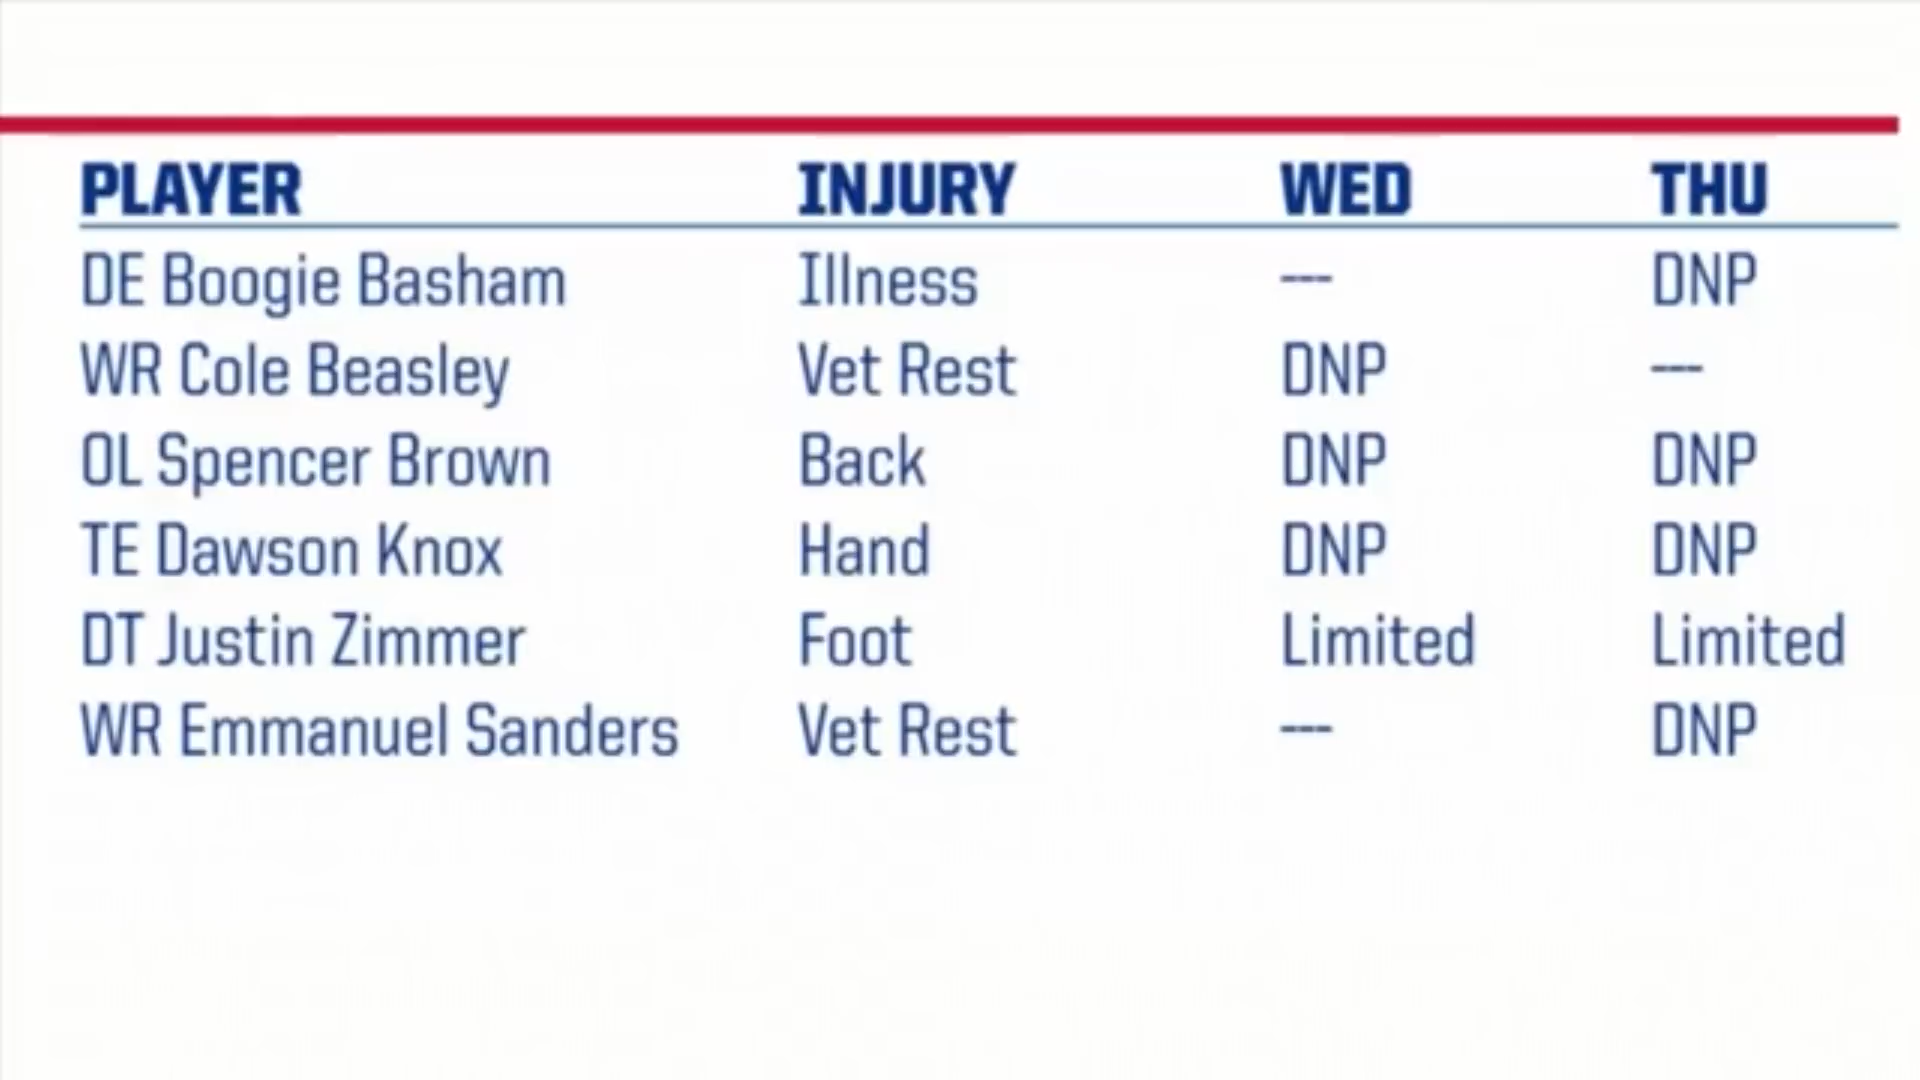 PLAYER INJURY WED THU
DE Boogie Basham Illness --- DNP
WR Cole Beasley Vet Rest DNP ---
OL Spencer Brown Back DNP DNP
TE Dawson Knox Hand DNP DNP
DT Justin Zimmer Foot Limited Limited
WR Emmanuel Sanders Vet Rest --- DNP